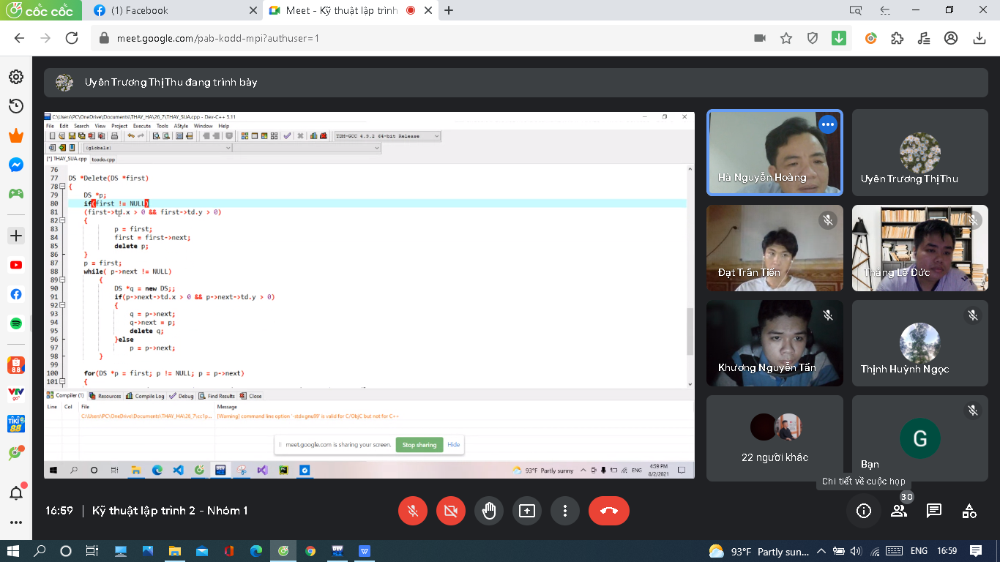 cốc cốc
(1) Facebook
Meet - Kỹ thuật lập trình
meet.google.com/pab-kodd-mpi?authuser=1
Uyên Trương Thị Thu đang trình bày
C:\Users\PC\OneDrive\Documents\THAY_HA\26_7\THAY_SUA.cpp - Dev-C++ 5.11
File Edit Search View Project Execute Tools AStyle Window Help
TDM-GCC 4.9.2 64-bit Release
(globals)
[*] THAY_SUA.cpp toado.cpp
76
77 DS *Delete(DS *first)
78 {
79 DS *p;
80 if(first != NULL)
81 (first->td.x > 0 && first->td.y > 0)
82 {
83 p = first;
84 first = first->next;
85 delete p;
86 }
87 p = first;
88 while( p->next != NULL)
89 {
90 DS *q = new DS;;
91 if(p->next->td.x > 0 && p->next->td.y > 0)
92 {
93 q = p->next;
94 q->next = p;
95 delete q;
96 }else
97 p = p->next;
98 }
99
100 for(DS *p = first; p != NULL; p = p->next)
101 {
Compiler (1) Resources Compile Log Debug Find Results Close
Line Col File Message
C:\Users\PC\OneDrive\Documents\THAY_HA\26_7\cc1p... [Warning] command line option '-std=gnu99' is valid for C/ObjC but not for C++
meet.google.com is sharing your screen. Stop sharing Hide
93°F Partly sunny ENG 4:59 PM
8/2/2021
Hà Nguyễn Hoàng
Uyên Trương Thị Thu
Đạt Trần Tiến
Thắng Lê Đức
Khương Nguyễn Tấn
Thịnh Huỳnh Ngọc
22 người khác
G
Bạn
Chi tiết về cuộc họp
16:59 | Kỹ thuật lập trình 2 - Nhóm 1
30
8.8
VTV
go
TIKI
88
DEV
W
93°F Partly sun... ENG 16:59